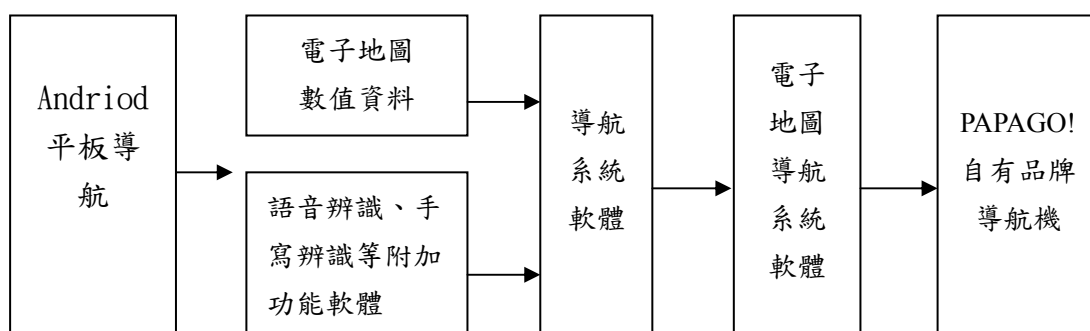 Andriod
平板導
航
電子地圖
數值資料
語音辨識、手
寫辨識等附加
功能軟體
導航
系統
軟體
電子
地圖
導航
系統
軟體
PAPAGO!
自有品牌
導航機